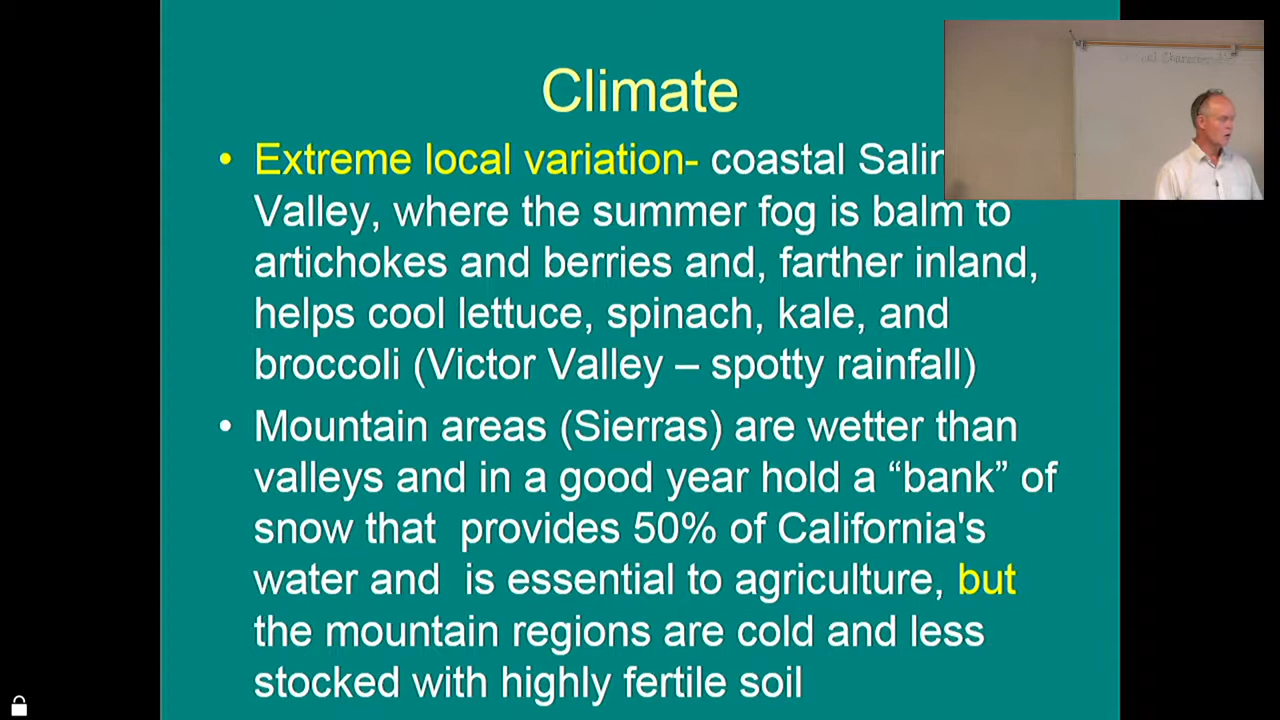 Climate
• Extreme local variation- coastal Salin
Valley, where the summer fog is balm to
artichokes and berries and, farther inland,
helps cool lettuce, spinach, kale, and
broccoli (Victor Valley – spotty rainfall)
• Mountain areas (Sierras) are wetter than
valleys and in a good year hold a “bank” of
snow that provides 50% of California's
water and is essential to agriculture, but
the mountain regions are cold and less
stocked with highly fertile soil